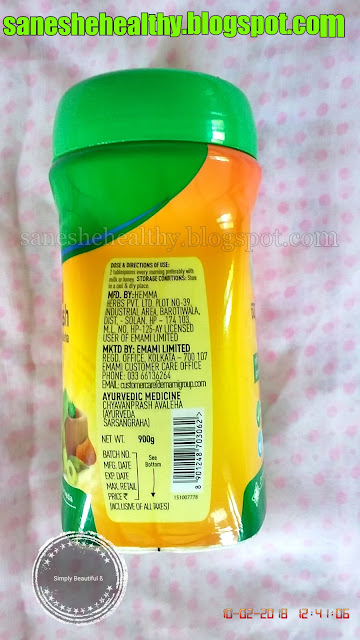 saneshehealthy.blogspot.com
saneshehealthy.blogspot.com
DOSE & DIRECTIONS OF USE:
2 tablespoons every morning preferably with
milk or honey. STORAGE CONDITIONS: Store
in a cool & dry place.
MFD. BY: HEMMA
HERBS PVT. LTD. PLOT NO-39,
INDUSTRIAL AREA, BAROTIWALA,
DIST. - SOLAN, HP – 174 103.
M.L. NO. HP-125-AY LICENSED
USER OF EMAMI LIMITED
MKTD BY: EMAMI LIMITED
REGD. OFFICE, KOLKATA – 700 107
EMAMI CUSTOMER CARE OFFICE
PHONE: 033 66136264
EMAIL:customercare@emamigroup.com
AYURVEDIC MEDICINE
CHYAVANPRASH AVALEHA
(AYURVEDA
SARSANGRAHA)
NET WT. 900g
BATCH NO.
MFG. DATE
EXP. DATE
MAX. RETAIL
PRICE ₹
(INCLUSIVE OF ALL TAXES)
See
Bottom
8 901248 703062
151007778
Simply Beautiful &
10-02-2018 12:41:06